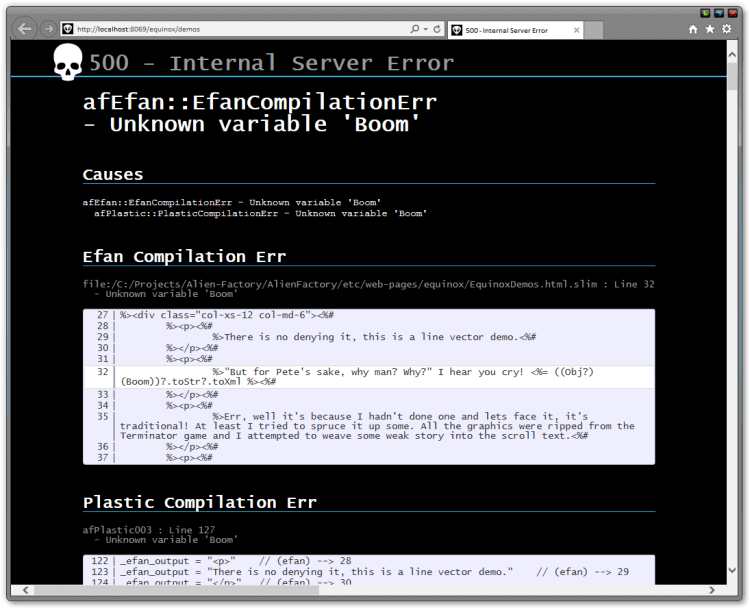 http://localhost:8069/equinox/demos
500 - Internal Server Error
500 - Internal Server Error
afEfan::EfanCompilationErr
- Unknown variable 'Boom'
Causes
afEfan::EfanCompilationErr - Unknown variable 'Boom'
afPlastic::PlasticCompilationErr - Unknown variable 'Boom'
Efan Compilation Err
file:/C:/Projects/Alien-Factory/AlienFactory/etc/web-pages/equinox/EquinoxDemos.html.slim : Line 32
- Unknown variable 'Boom'
27| %><div class="col-xs-12 col-md-6"><%#
28| %><p><%#
29| %>There is no denying it, this is a line vector demo.<%#
30| %></p><%#
31| %><p><%#
32| %>"But for Pete's sake, why man? Why?" I hear you cry! <%= ((Obj?)
(Boom))?.toStr?.toXml %><%#
33| %></p><%#
34| %><p><%#
35| %>Err, well it's because I hadn't done one and lets face it, it's
traditional! At least I tried to spruce it up some. All the graphics were ripped from the
Terminator game and I attempted to weave some weak story into the scroll text.<%#
36| %></p><%#
37| %><p><%#
Plastic Compilation Err
afPlastic003 : Line 127
- Unknown variable 'Boom'
122| _efan_output = "<p>" // (efan) --> 28
123| _efan_output = "There is no denying it, this is a line vector demo." // (efan) --> 29
124| _efan_output = "</p>" // (efan) --> 30